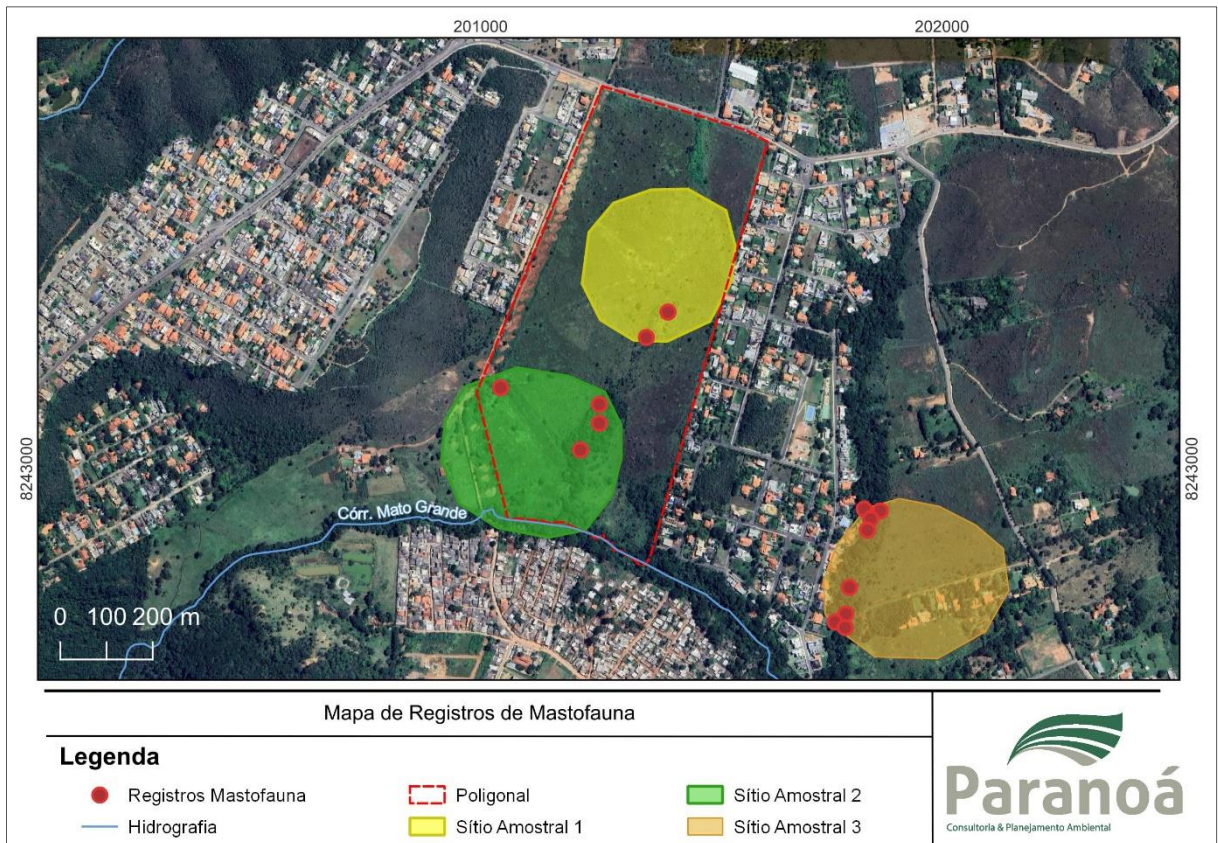 201000
202000
8243000
8243000
Córr. Mato Grande
0 100 200 m
Mapa de Registros de Mastofauna
Legenda
Registros Mastofauna
Poligonal
Sítio Amostral 2
Hidrografia
Sítio Amostral 1
Sítio Amostral 3
Paranoá
Consultoria & Planejamento Ambiental